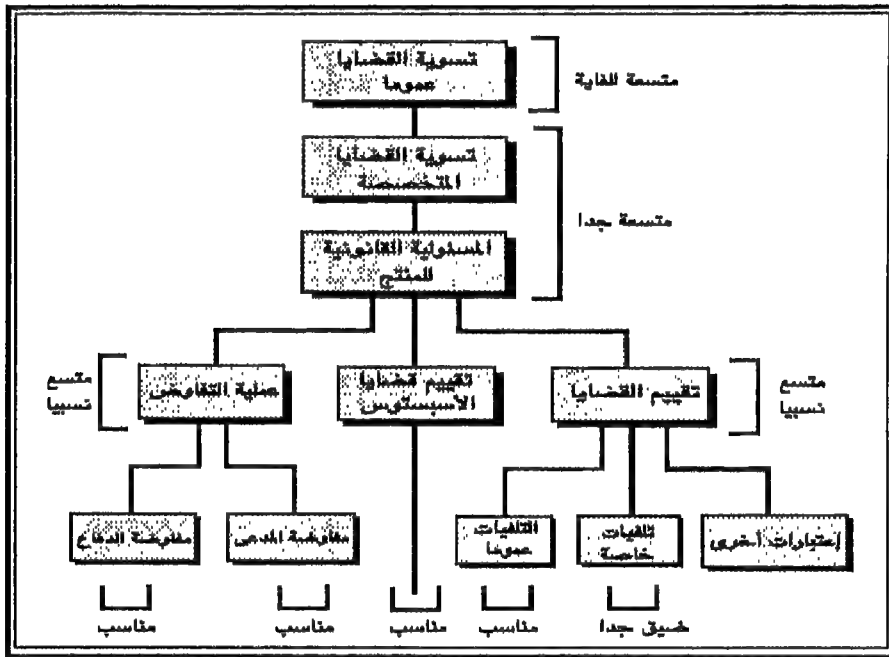 تسوية القضايا
عموما
متسعة للغاية
تسوية القضايا
المتخصصة
متسعة جدا
المسئولية القانونية
للمنتج
متسع
نسبيا
تقييم القضايا
تقييم قضايا
الأسبستوس
عملية التفاوض
متسع
نسبيا
إعتبارات أخرى
تلفيات
خاصة
التلفيات
عموما
مفاوضة المدعى
مفاوضة الدفاع
ضيق جدا
مناسب
مناسب
مناسب
مناسب